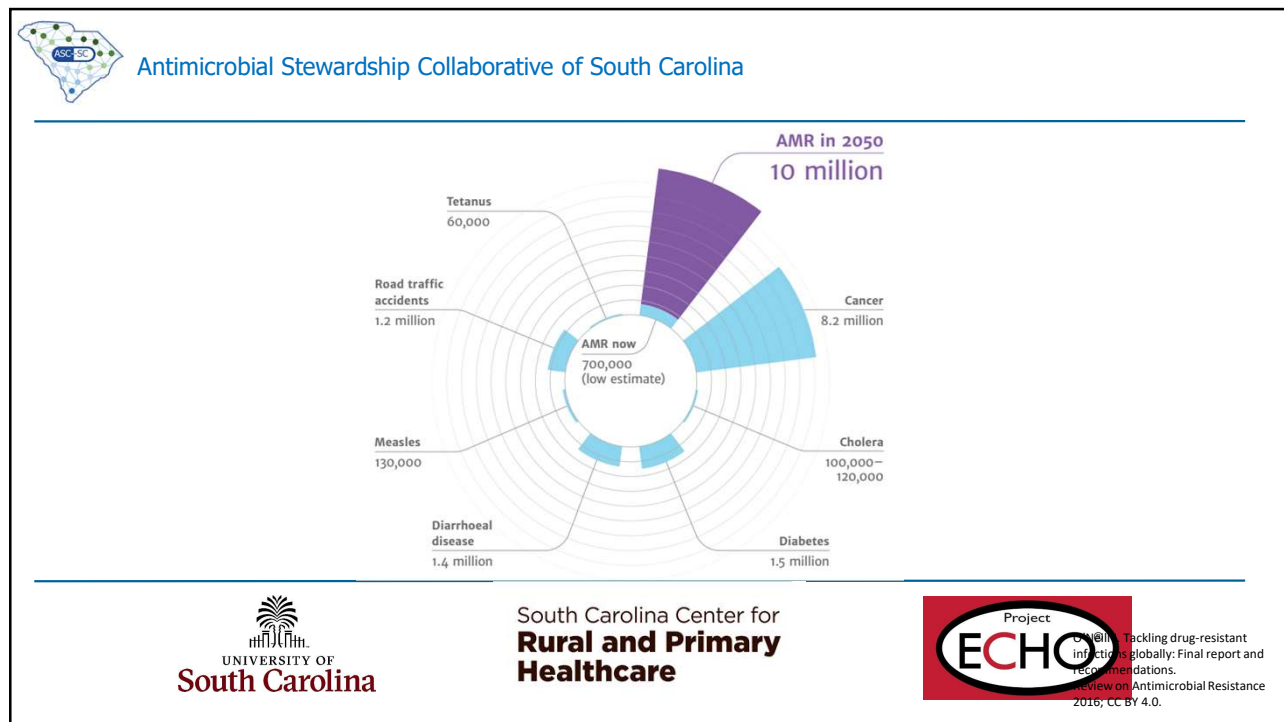 ASC-SC
Antimicrobial Stewardship Collaborative of South Carolina
AMR in 2050
10 million
Tetanus
60,000
Road traffic
accidents
1.2 million
Cancer
8.2 million
AMR now
700,000
(low estimate)
Measles
130,000
Cholera
100,000–
120,000
Diarrhoeal
disease
1.4 million
Diabetes
1.5 million
UNIVERSITY OF
South Carolina
South Carolina Center for
Rural and Primary
Healthcare
Project
ECHO
Tackling drug-resistant
infections globally: Final report and
recommendations.
Review on Antimicrobial Resistance
2016; CC BY 4.0.